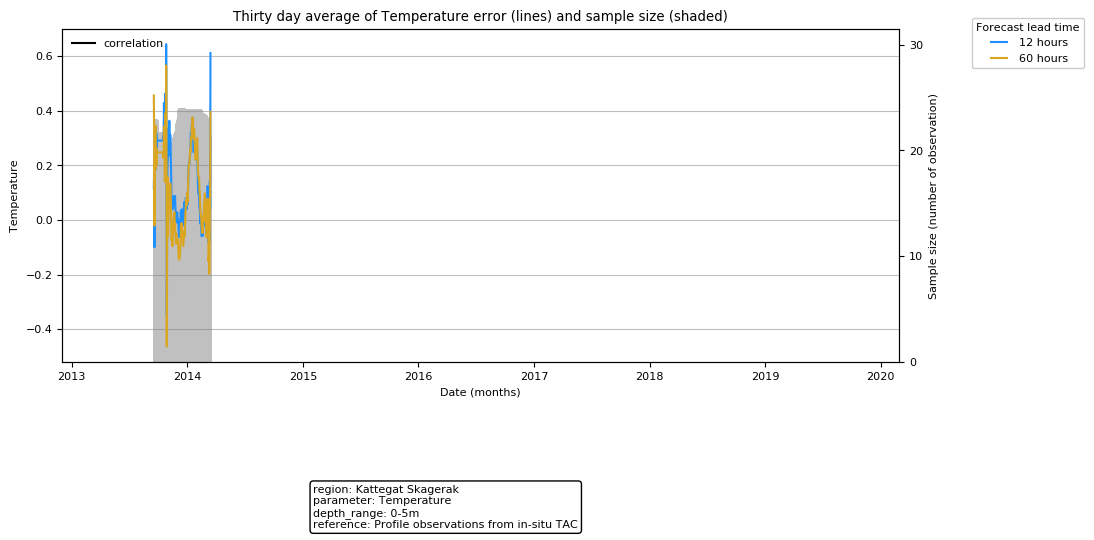 Thirty day average of Temperature error (lines) and sample size (shaded)
Forecast lead time
12 hours
60 hours
correlation
0.6
0.4
0.2
0.0
−0.2
−0.4
Temperature
30
20
10
0
Sample size (number of observation)
2013 2014 2015 2016 2017 2018 2019 2020
Date (months)
region: Kattegat Skagerak
parameter: Temperature
depth_range: 0-5m
reference: Profile observations from in-situ TAC